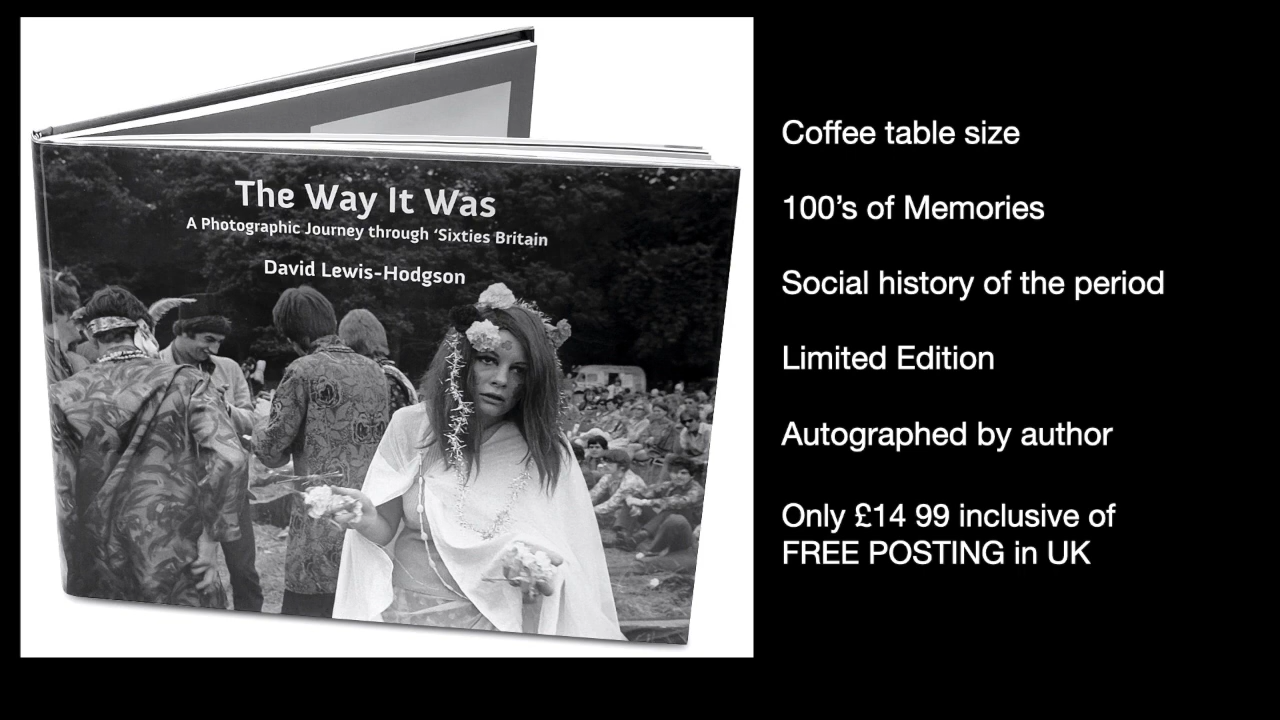 The Way It Was
A Photographic Journey through ‘Sixties Britain
David Lewis-Hodgson
Coffee table size
100’s of Memories
Social history of the period
Limited Edition
Autographed by author
Only £14 99 inclusive of
FREE POSTING in UK